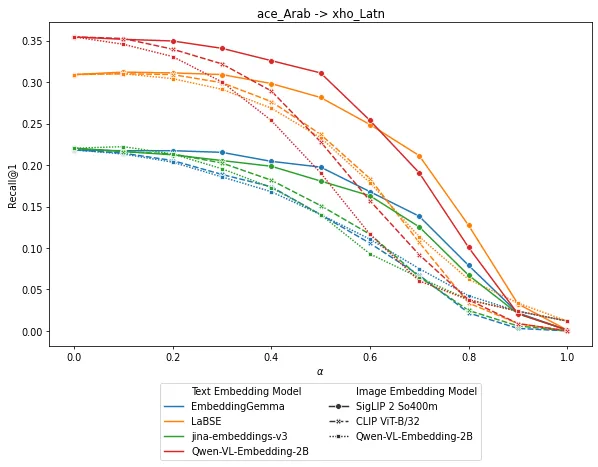 ace_Arab -> xho_Latn
Recall@1
0.35
0.30
0.25
0.20
0.15
0.10
0.05
0.00
0.0 0.2 0.4 0.6 0.8 1.0
α
Text Embedding Model
EmbeddingGemma
LaBSE
jina-embeddings-v3
Qwen-VL-Embedding-2B
Image Embedding Model
SigLIP 2 So400m
CLIP ViT-B/32
Qwen-VL-Embedding-2B